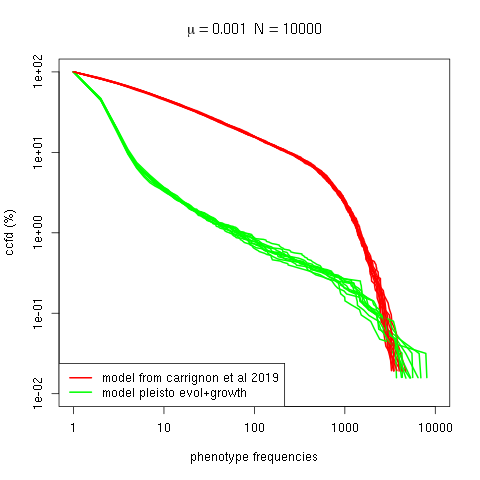 μ = 0.001 N = 10000
ccfd (%)
1e+02
1e+01
1e+00
1e-01
1e-02
model from carrignon et al 2019
model pleisto evol+growth
1 10 100 1000 10000
phenotype frequencies